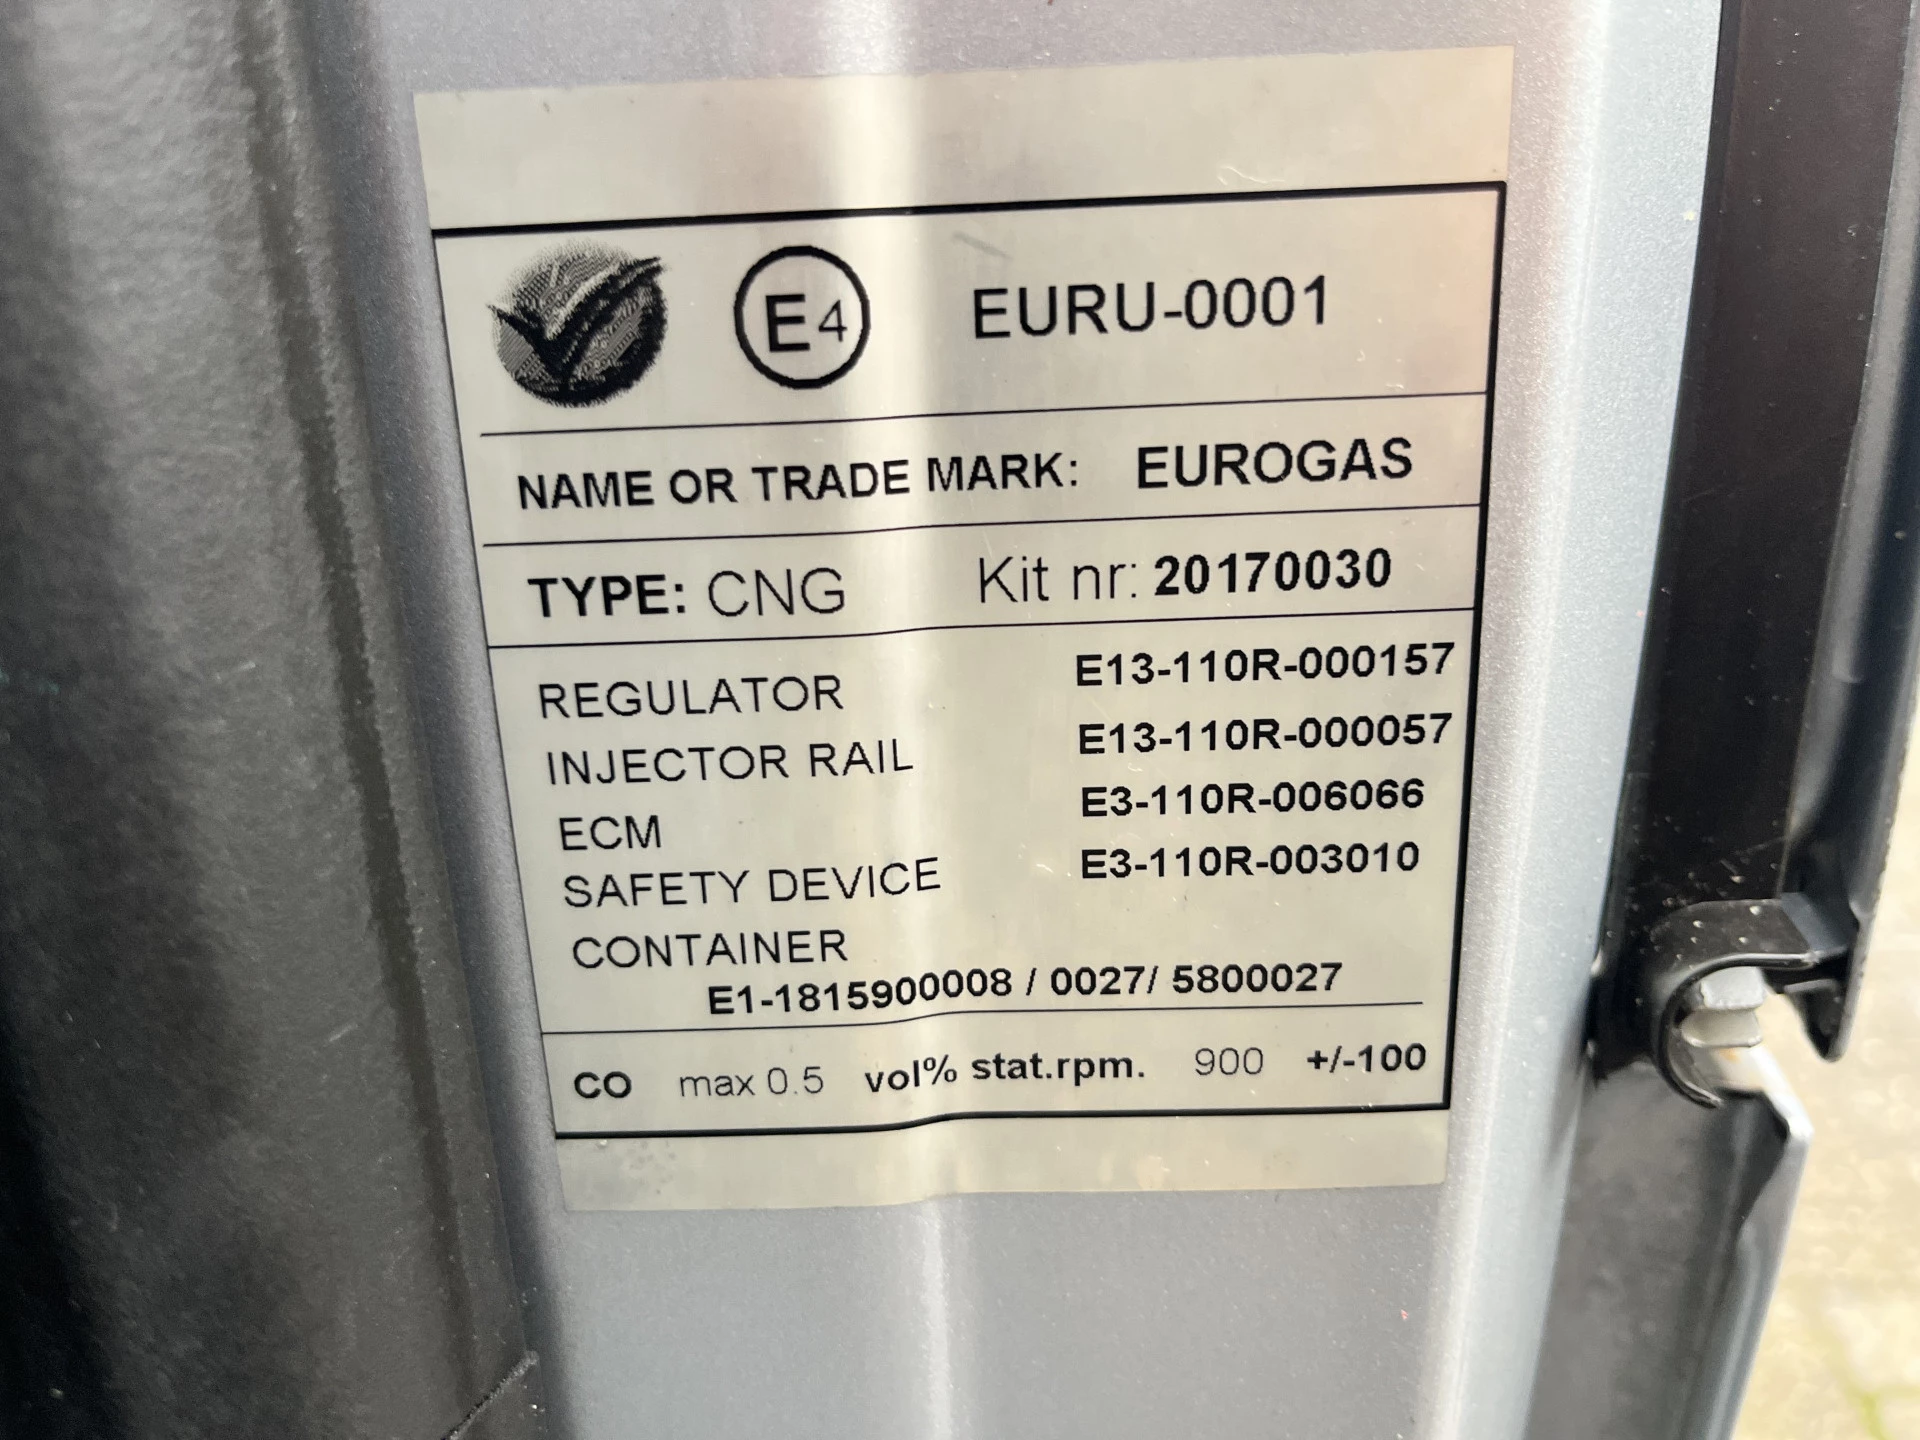 E4 EURU-0001
NAME OR TRADE MARK: EUROGAS
TYPE: CNG Kit nr: 20170030
REGULATOR E13-110R-000157
INJECTOR RAIL E13-110R-000057
ECM E3-110R-006066
SAFETY DEVICE E3-110R-003010
CONTAINER
E1-1815900008 / 0027/ 5800027
CO max 0.5 vol% stat.rpm. 900 +/-100